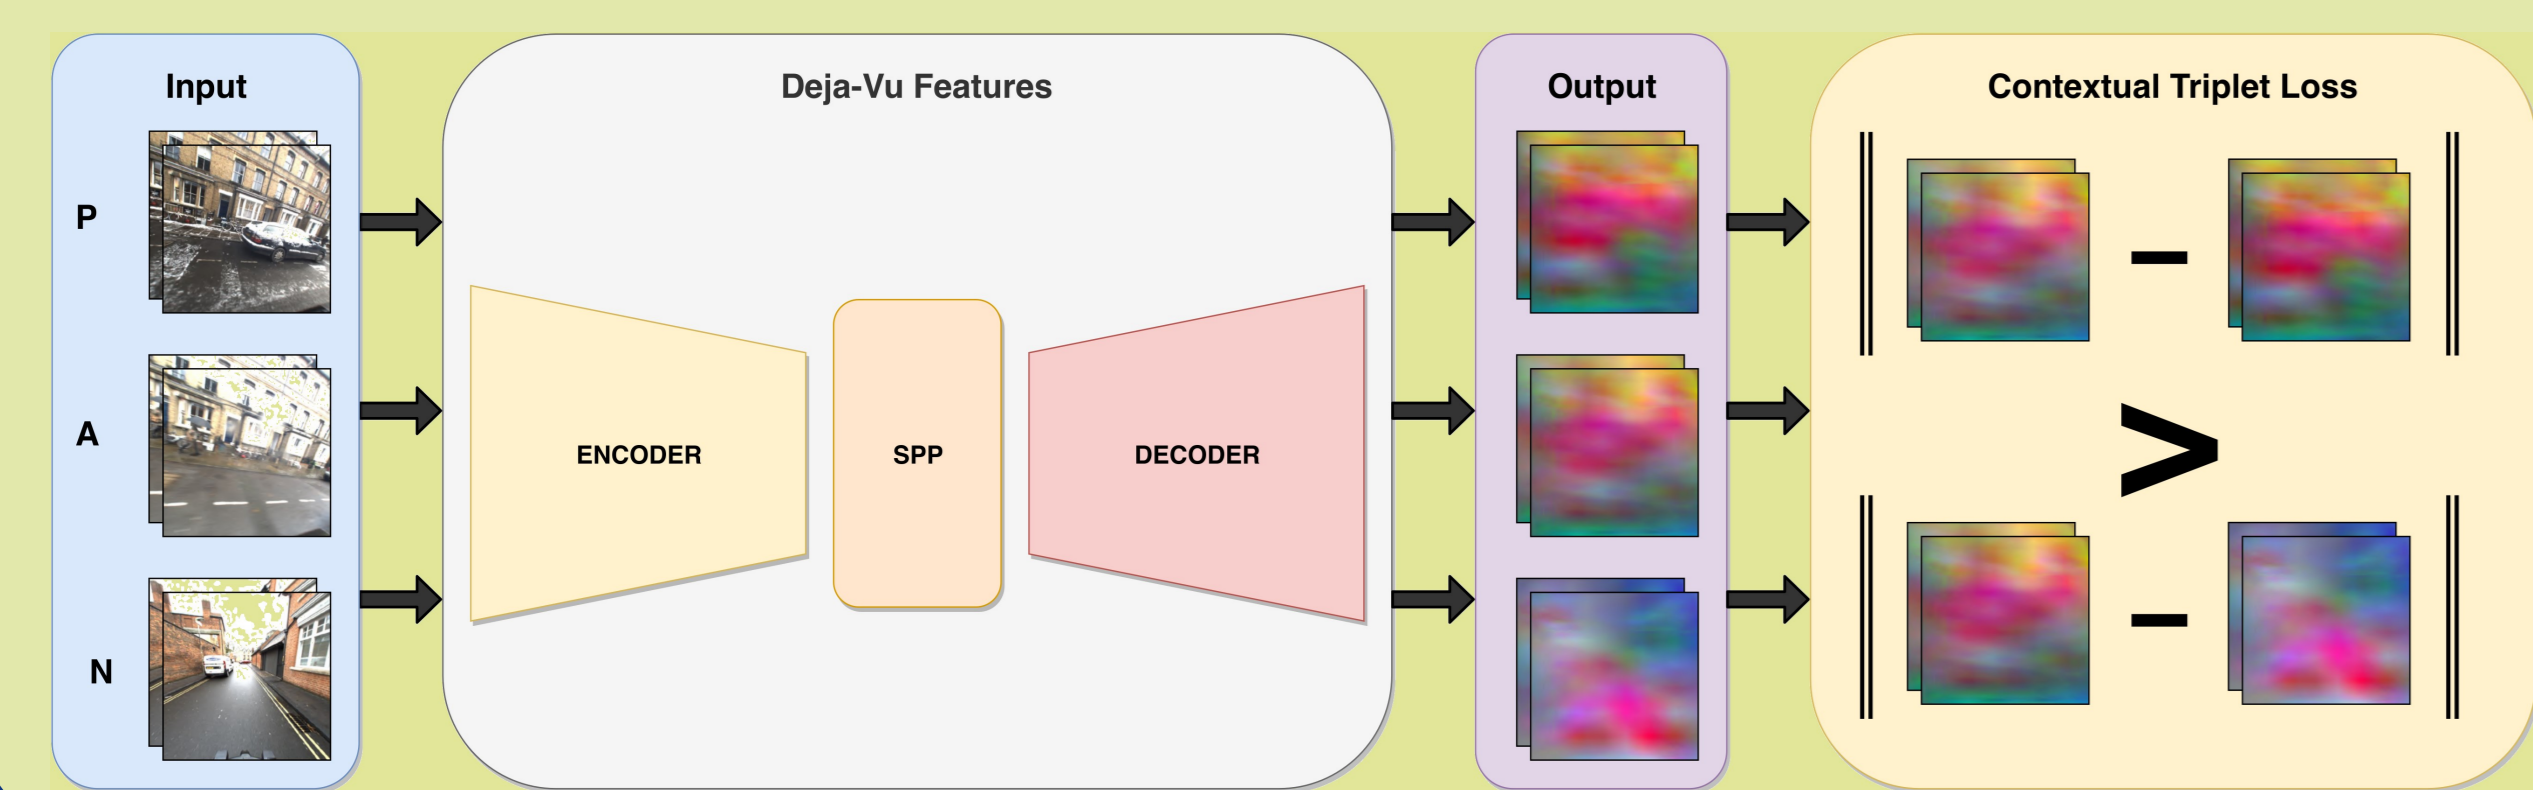 Input
Deja-Vu Features
Output
Contextual Triplet Loss
P
A
N
ENCODER
SPP
DECODER
–
>
–